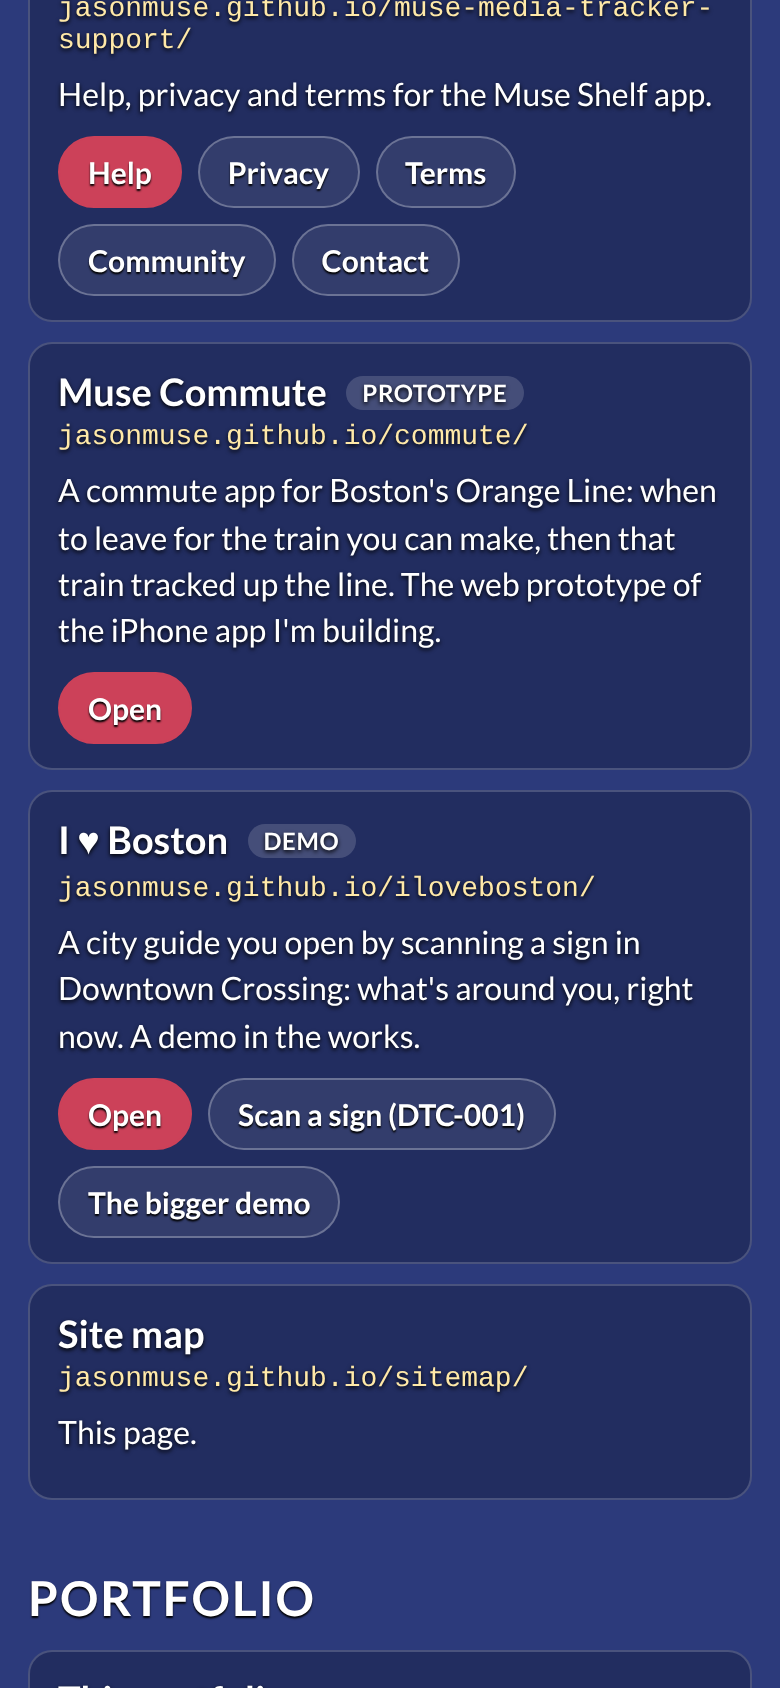 jasonmuse.github.io/muse-media-tracker-
support/
Help, privacy and terms for the Muse Shelf app.
Help
Privacy
Terms
Community
Contact
Muse Commute PROTOTYPE
jasonmuse.github.io/commute/
A commute app for Boston's Orange Line: when
to leave for the train you can make, then that
train tracked up the line. The web prototype of
the iPhone app I'm building.
Open
I ♥ Boston DEMO
jasonmuse.github.io/iloveboston/
A city guide you open by scanning a sign in
Downtown Crossing: what's around you, right
now. A demo in the works.
Open
Scan a sign (DTC-001)
The bigger demo
Site map
jasonmuse.github.io/sitemap/
This page.
PORTFOLIO